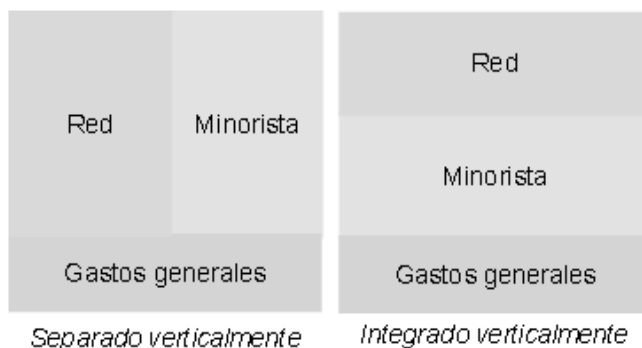 Red
Minorista
Gastos generales
Separado verticalmente
Red
Minorista
Gastos generales
Integrado verticalmente